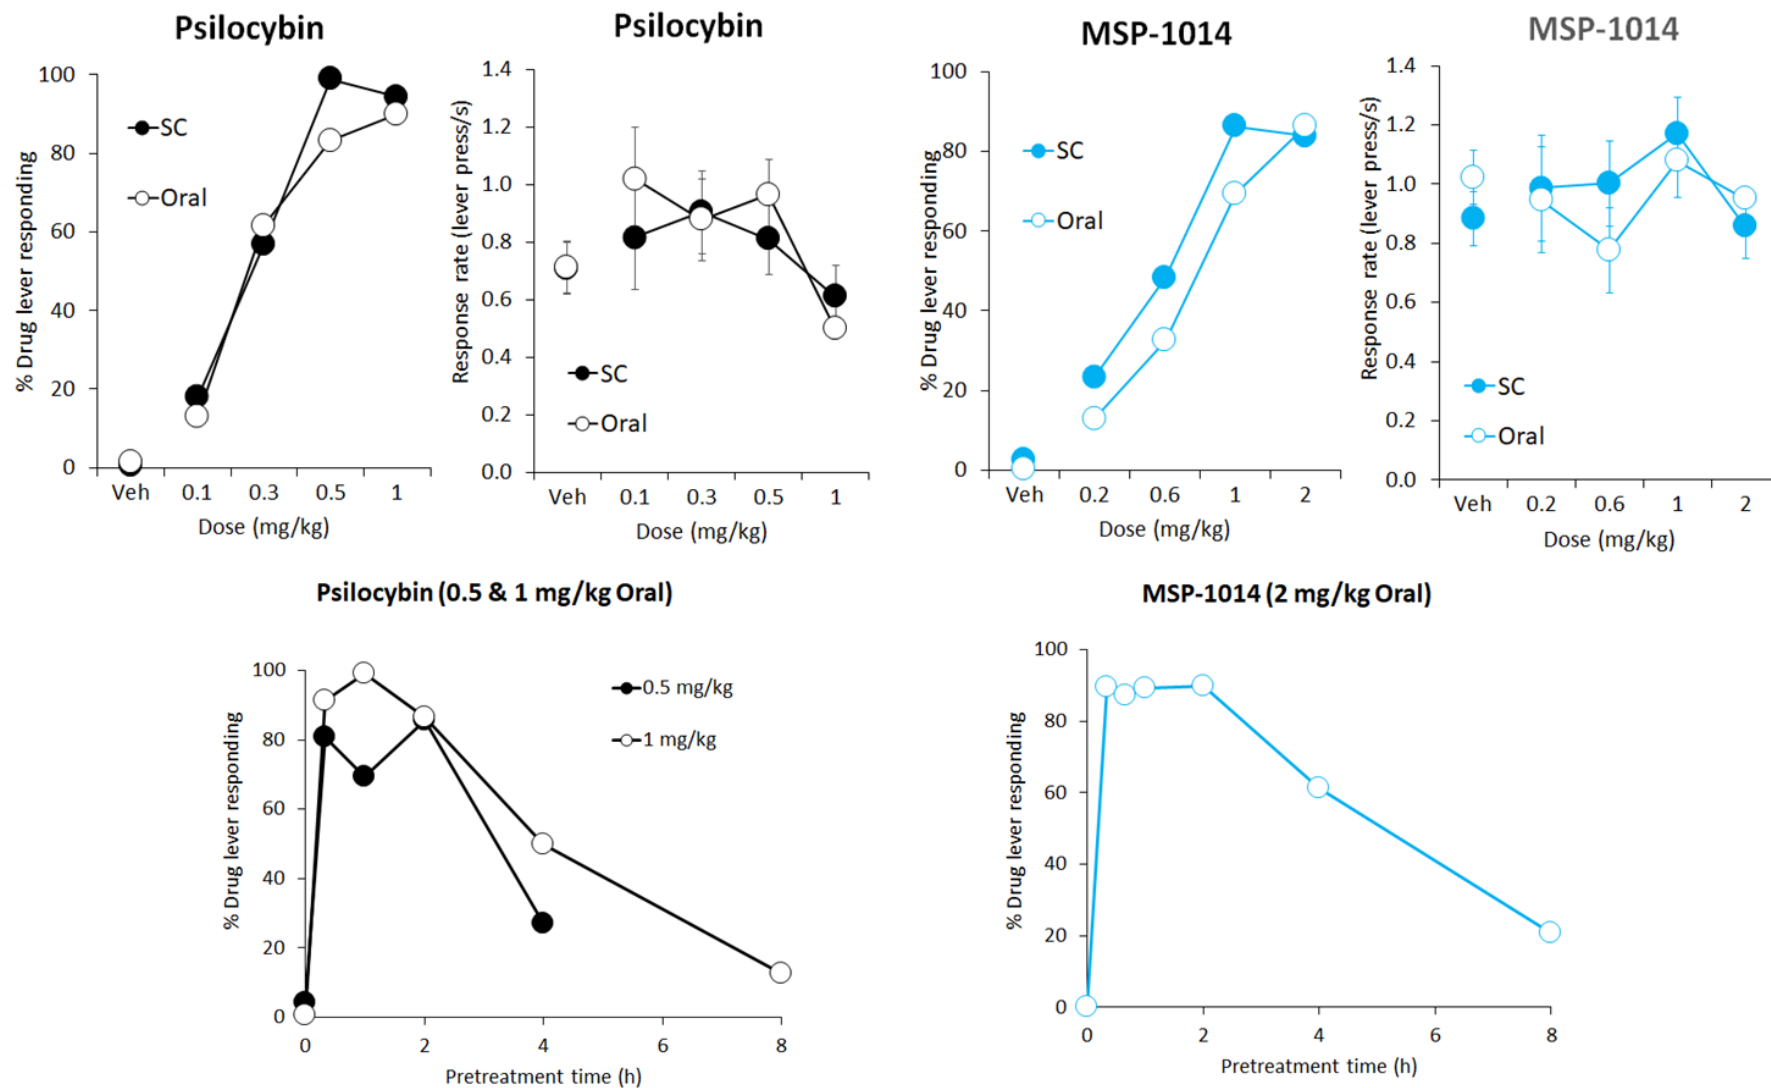 Psilocybin
% Drug lever responding
100
80
60
40
20
0
SC
Oral
Veh 0.1 0.3 0.5 1
Dose (mg/kg)
Psilocybin
Response rate (lever press/s)
1.4
1.2
1.0
0.8
0.6
0.4
0.2
0.0
SC
Oral
Veh 0.1 0.3 0.5 1
Dose (mg/kg)
MSP-1014
% Drug lever responding
100
80
60
40
20
0
SC
Oral
Veh 0.2 0.6 1 2
Dose (mg/kg)
MSP-1014
Response rate (lever press/s)
1.4
1.2
1.0
0.8
0.6
0.4
0.2
0.0
SC
Oral
Veh 0.2 0.6 1 2
Dose (mg/kg)
Psilocybin (0.5 & 1 mg/kg Oral)
% Drug lever responding
100
80
60
40
20
0
0.5 mg/kg
1 mg/kg
0 2 4 6 8
Pretreatment time (h)
MSP-1014 (2 mg/kg Oral)
% Drug lever responding
100
80
60
40
20
0
0 2 4 6 8
Pretreatment time (h)